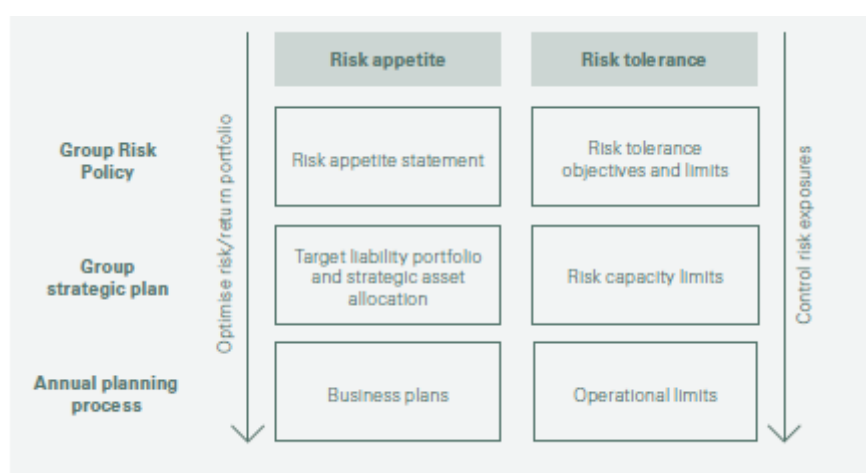 Risk appetite
Risk tolerance
Optimise risk/return portfolio
Control risk exposures
Group Risk
Policy
Risk appetite statement
Risk tolerance
objectives and limits
Group
strategic plan
Target liability portfolio
and strategic asset
allocation
Risk capacity limits
Annual planning
process
Business plans
Operational limits